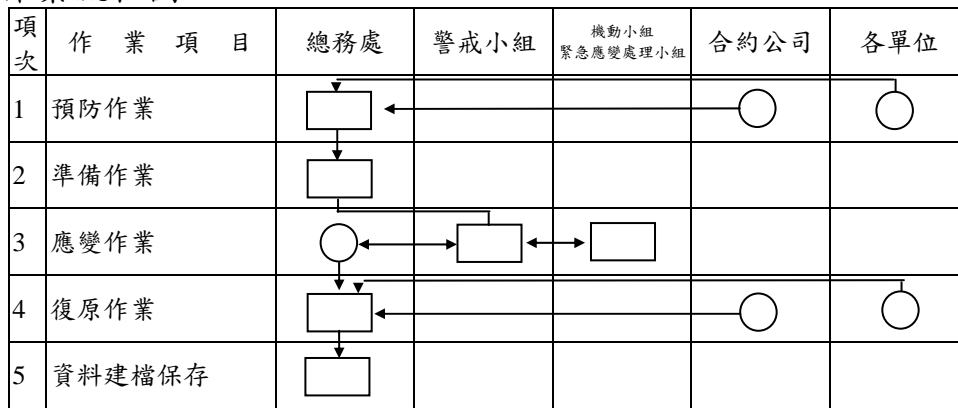 項次 作業項目 總務處 警戒小組 機動小組 緊急應變處理小組 合約公司 各單位
1 預防作業
2 準備作業
3 應變作業
4 復原作業
5 資料建檔保存